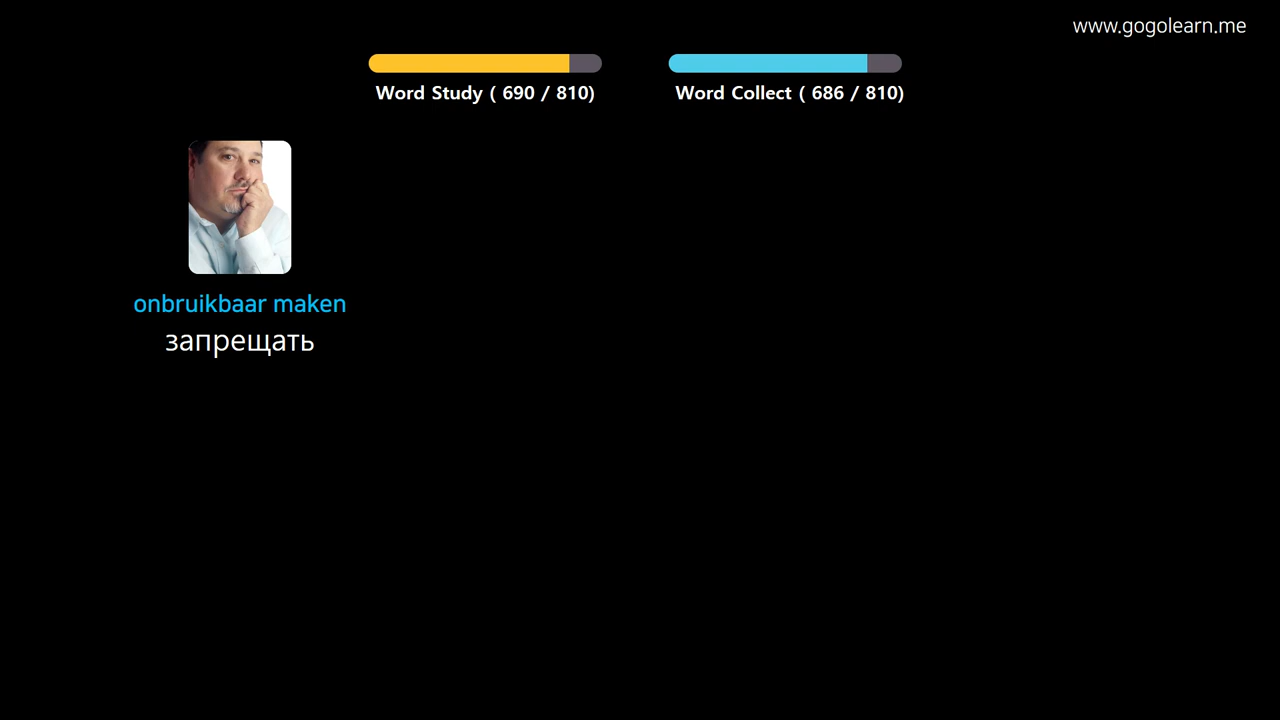 www.gogolearn.me
Word Study ( 690 / 810)
Word Collect ( 686 / 810)
onbruikbaar maken
запрещать